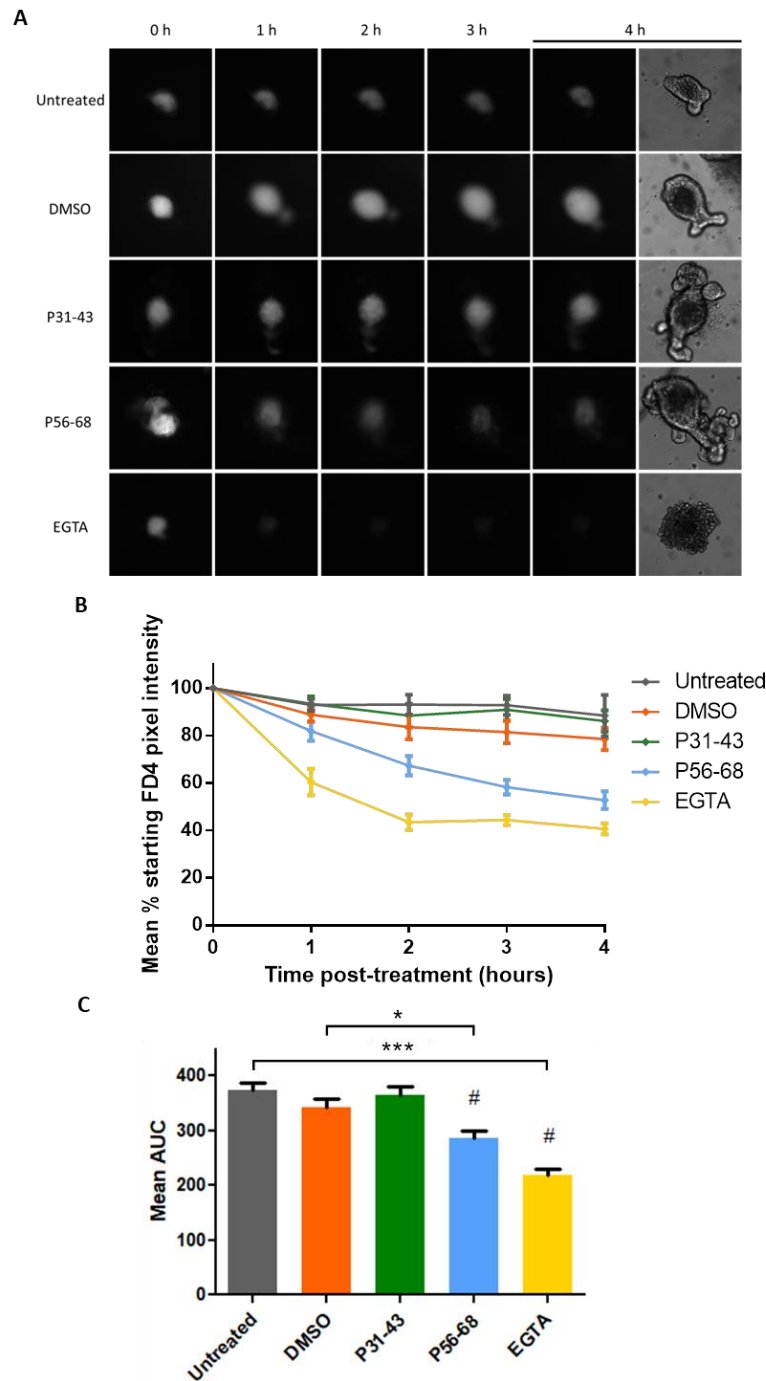 A
0 h 1 h 2 h 3 h 4 h
Untreated
DMSO
P31-43
P56-68
EGTA
B
Mean % starting FD4 pixel intensity
100
80
60
40
20
0
0 1 2 3 4
Time post-treatment (hours)
Untreated
DMSO
P31-43
P56-68
EGTA
C
*
***
Mean AUC
400
300
200
100
0
#
#
Untreated
DMSO
P31-43
P56-68
EGTA